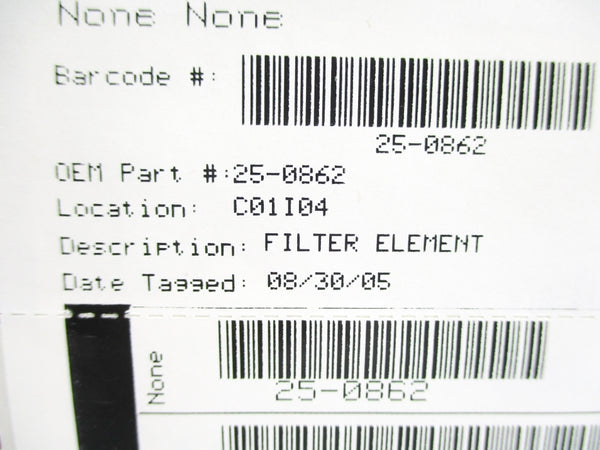 None None
Barcode #:
25-0862
OEM Part #:25-0862
Location: C01I04
Description: FILTER ELEMENT
Date Tagged: 08/30/05
None
25-0862